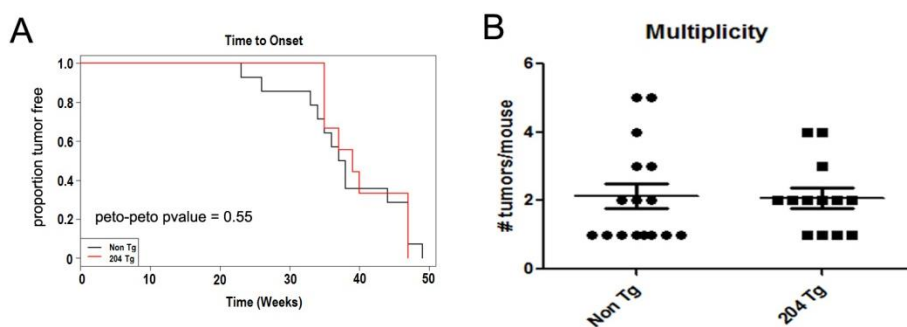 A
Time to Onset
proportion tumor free
1.0
0.8
0.6
0.4
0.2
0
peto-peto pvalue = 0.55
Non Tg
204 Tg
0 10 20 30 40 50
Time (Weeks)
B
Multiplicity
# tumors/mouse
6
4
2
0
Non Tg
204 Tg